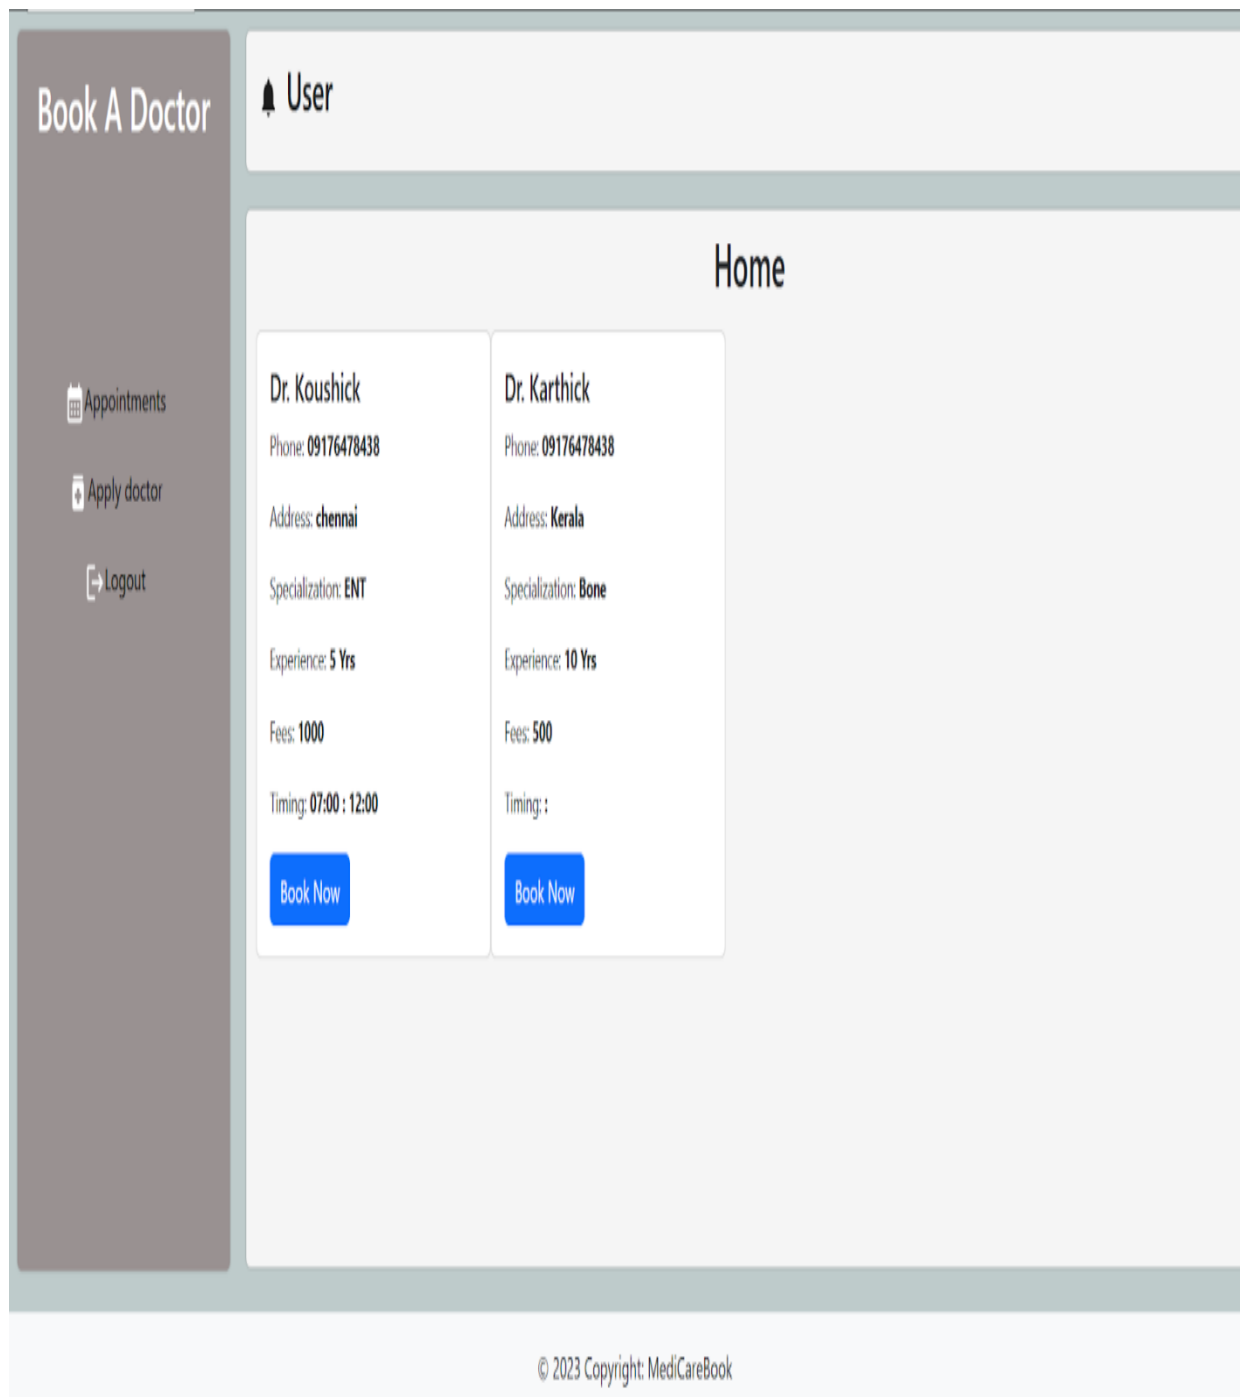 Book A Doctor
User
Appointments
Apply doctor
Logout
Home
Dr. Koushick
Phone: 09176478438
Address: chennai
Specialization: ENT
Experience: 5 Yrs
Fees: 1000
Timing: 07:00 : 12:00
Book Now
Dr. Karthick
Phone: 09176478438
Address: Kerala
Specialization: Bone
Experience: 10 Yrs
Fees: 500
Timing: :
Book Now
© 2023 Copyright: MediCareBook